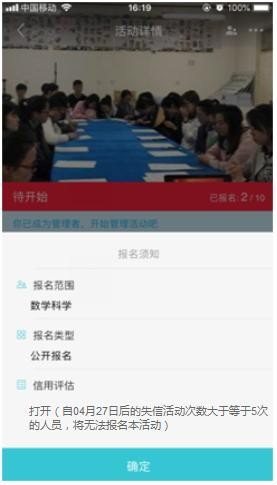 中国移动 16:19 100%
活动详情
待开始 已报名: 2 / 10
你已成为管理者，开始管理活动吧
报名须知
报名范围
数学科学
报名类型
公开报名
信用评估
打开（自04月27日后的失信活动次数大于等于5次
的人员，将无法报名本活动）
确定